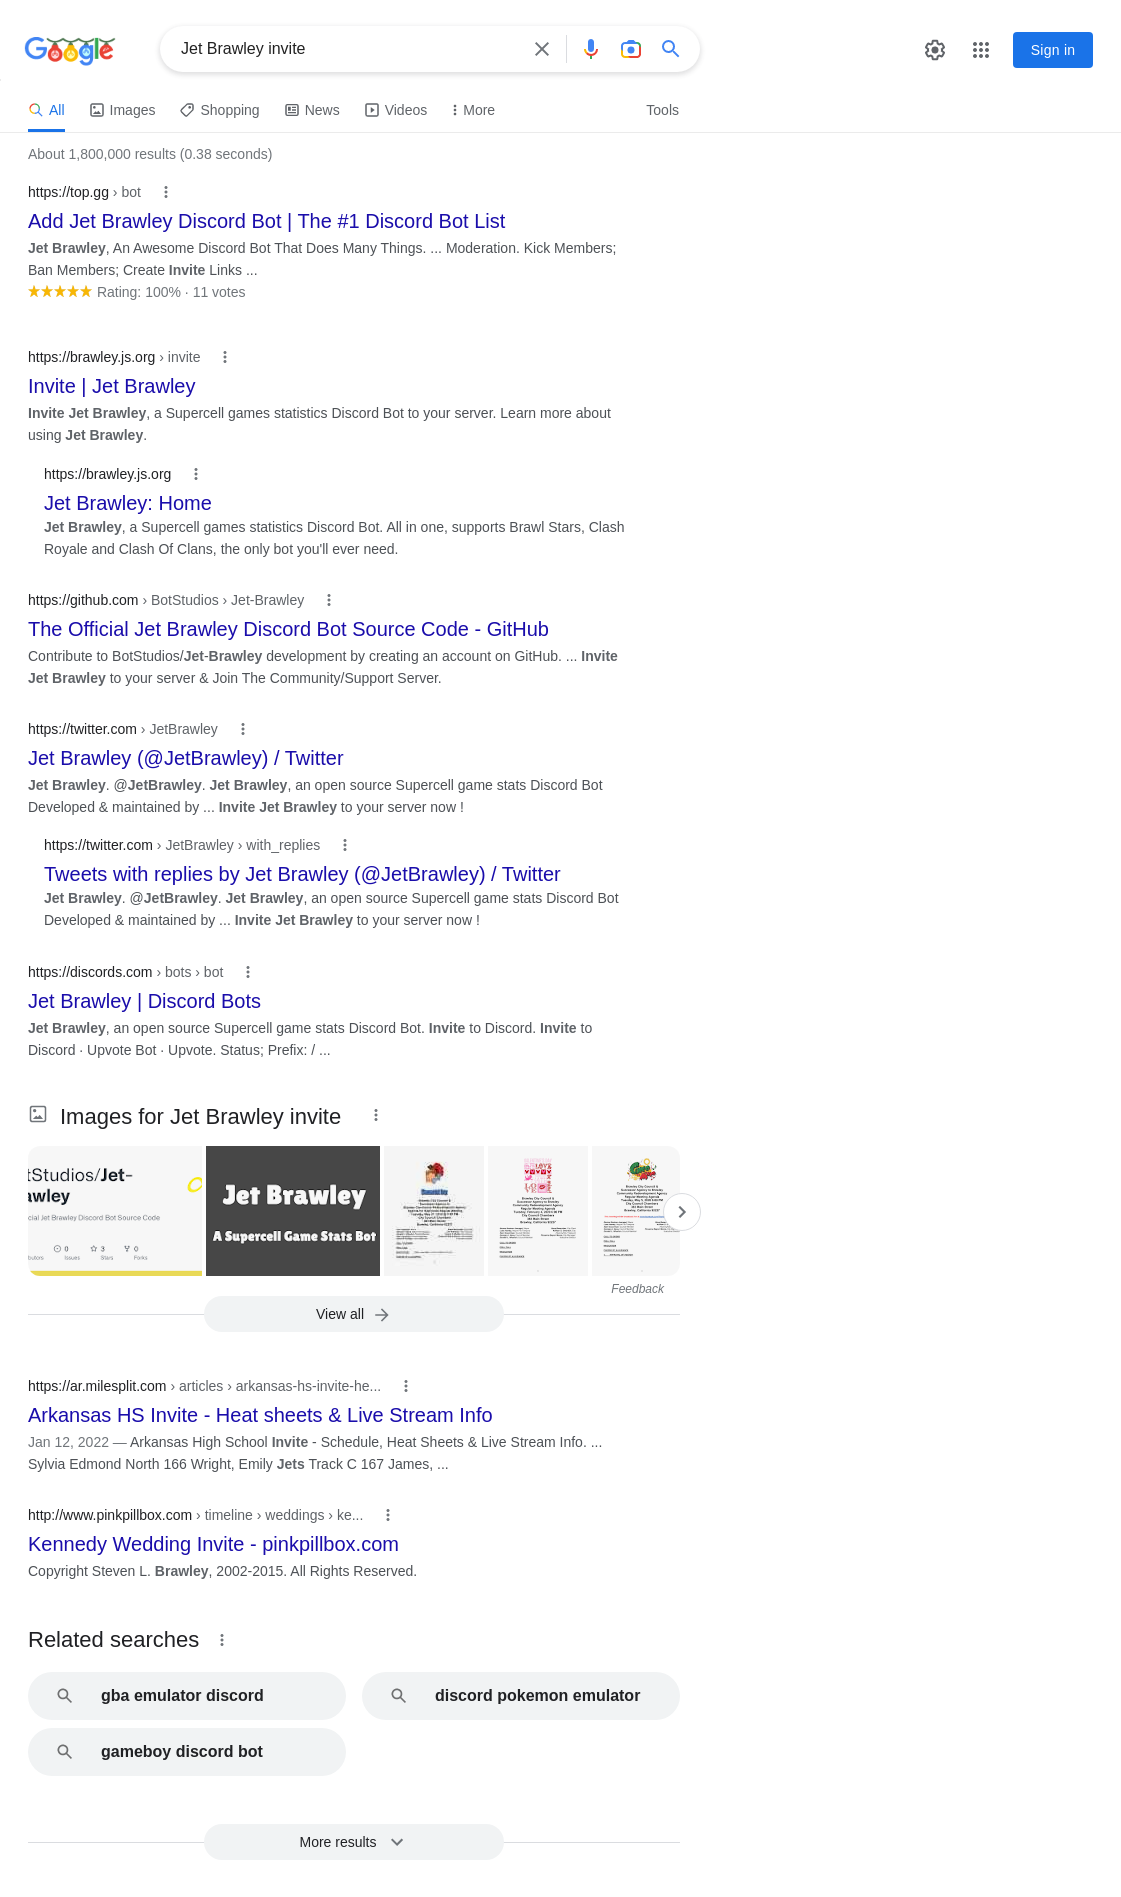 Google
Jet Brawley invite
Sign in
All
Images
Shopping
News
Videos
More
Tools
About 1,800,000 results (0.38 seconds)
https://top.gg › bot
Add Jet Brawley Discord Bot | The #1 Discord Bot List
Jet Brawley, An Awesome Discord Bot That Does Many Things. ... Moderation. Kick Members;
Ban Members; Create Invite Links ...
Rating: 100% · 11 votes
https://brawley.js.org › invite
Invite | Jet Brawley
Invite Jet Brawley, a Supercell games statistics Discord Bot to your server. Learn more about
using Jet Brawley.
https://brawley.js.org
Jet Brawley: Home
Jet Brawley, a Supercell games statistics Discord Bot. All in one, supports Brawl Stars, Clash
Royale and Clash Of Clans, the only bot you'll ever need.
https://github.com › BotStudios › Jet-Brawley
The Official Jet Brawley Discord Bot Source Code - GitHub
Contribute to BotStudios/Jet-Brawley development by creating an account on GitHub. ... Invite
Jet Brawley to your server & Join The Community/Support Server.
https://twitter.com › JetBrawley
Jet Brawley (@JetBrawley) / Twitter
Jet Brawley. @JetBrawley. Jet Brawley, an open source Supercell game stats Discord Bot
Developed & maintained by ... Invite Jet Brawley to your server now !
https://twitter.com › JetBrawley › with_replies
Tweets with replies by Jet Brawley (@JetBrawley) / Twitter
Jet Brawley. @JetBrawley. Jet Brawley, an open source Supercell game stats Discord Bot
Developed & maintained by ... Invite Jet Brawley to your server now !
https://discords.com › bots › bot
Jet Brawley | Discord Bots
Jet Brawley, an open source Supercell game stats Discord Bot. Invite to Discord. Invite to
Discord · Upvote Bot · Upvote. Status; Prefix: / ...
Images for Jet Brawley invite
tStudios/Jet-
awley
cial Jet Brawley Discord Bot Source Code
0
3
0
Issues
Stars
Forks
Jet Brawley
A Supercell Game Stats Bot
Feedback
View all
https://ar.milesplit.com › articles › arkansas-hs-invite-he...
Arkansas HS Invite - Heat sheets & Live Stream Info
Jan 12, 2022 — Arkansas High School Invite - Schedule, Heat Sheets & Live Stream Info. ...
Sylvia Edmond North 166 Wright, Emily Jets Track C 167 James, ...
http://www.pinkpillbox.com › timeline › weddings › ke...
Kennedy Wedding Invite - pinkpillbox.com
Copyright Steven L. Brawley, 2002-2015. All Rights Reserved.
Related searches
gba emulator discord
discord pokemon emulator
gameboy discord bot
More results